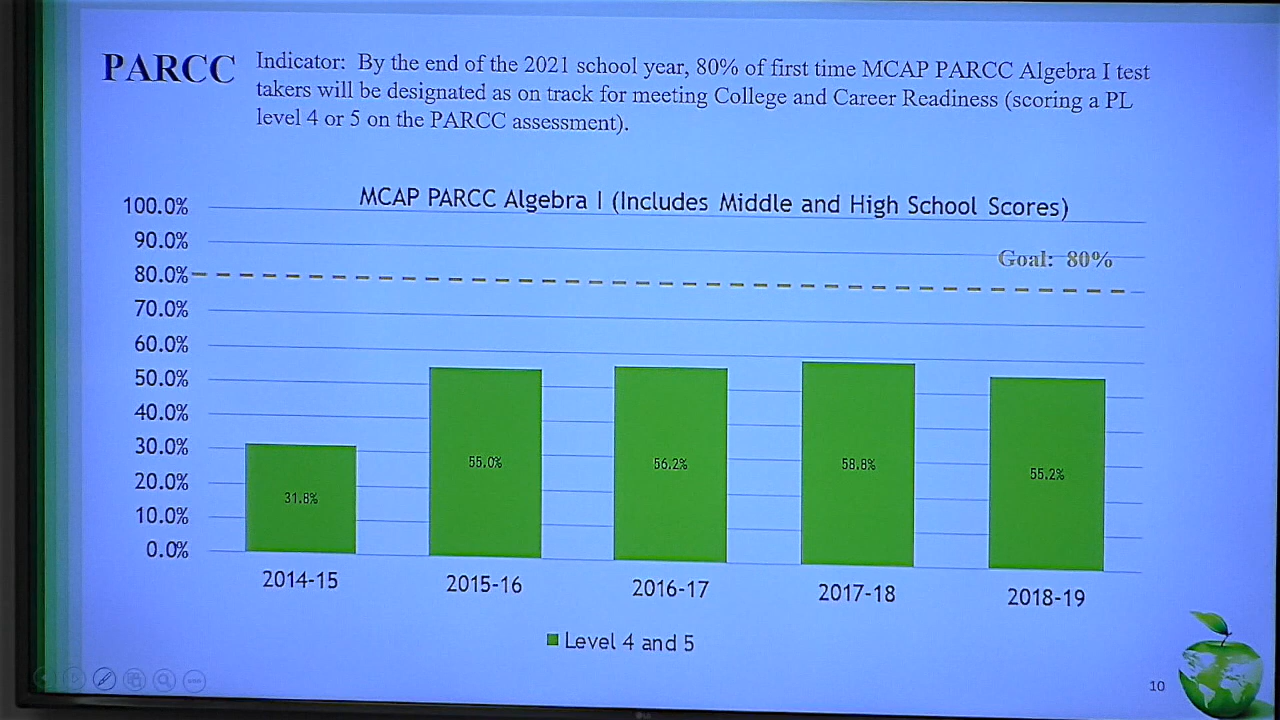 PARCC
Indicator: By the end of the 2021 school year, 80% of first time MCAP PARCC Algebra I test
takers will be designated as on track for meeting College and Career Readiness (scoring a PL
level 4 or 5 on the PARCC assessment).
MCAP PARCC Algebra I (Includes Middle and High School Scores)
100.0%
90.0%
Goal: 80%
80.0%
70.0%
60.0%
50.0%
40.0%
30.0%
20.0%
10.0%
0.0%
31.8%
55.0%
56.2%
58.8%
55.2%
2014-15
2015-16
2016-17
2017-18
2018-19
Level 4 and 5
10
LG